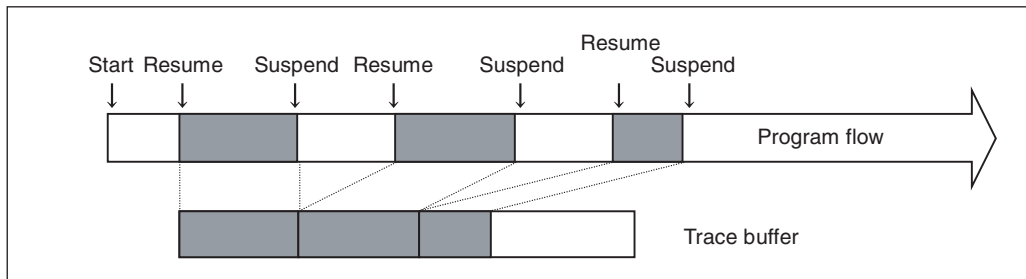 Start Resume Suspend Resume Suspend Resume Suspend
Program flow
Trace buffer